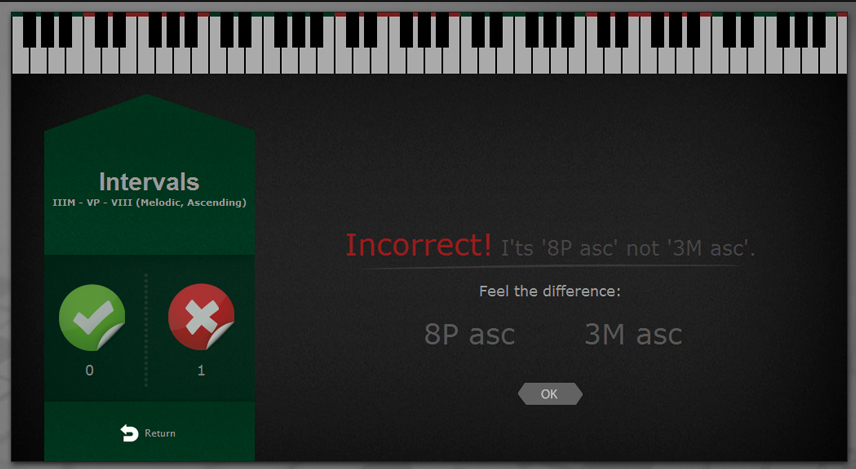 Intervals
IIIM - VP - VIII (Melodic, Ascending)
0
1
Return
Incorrect! I'ts '8P asc' not '3M asc'.
Feel the difference:
8P asc
3M asc
OK